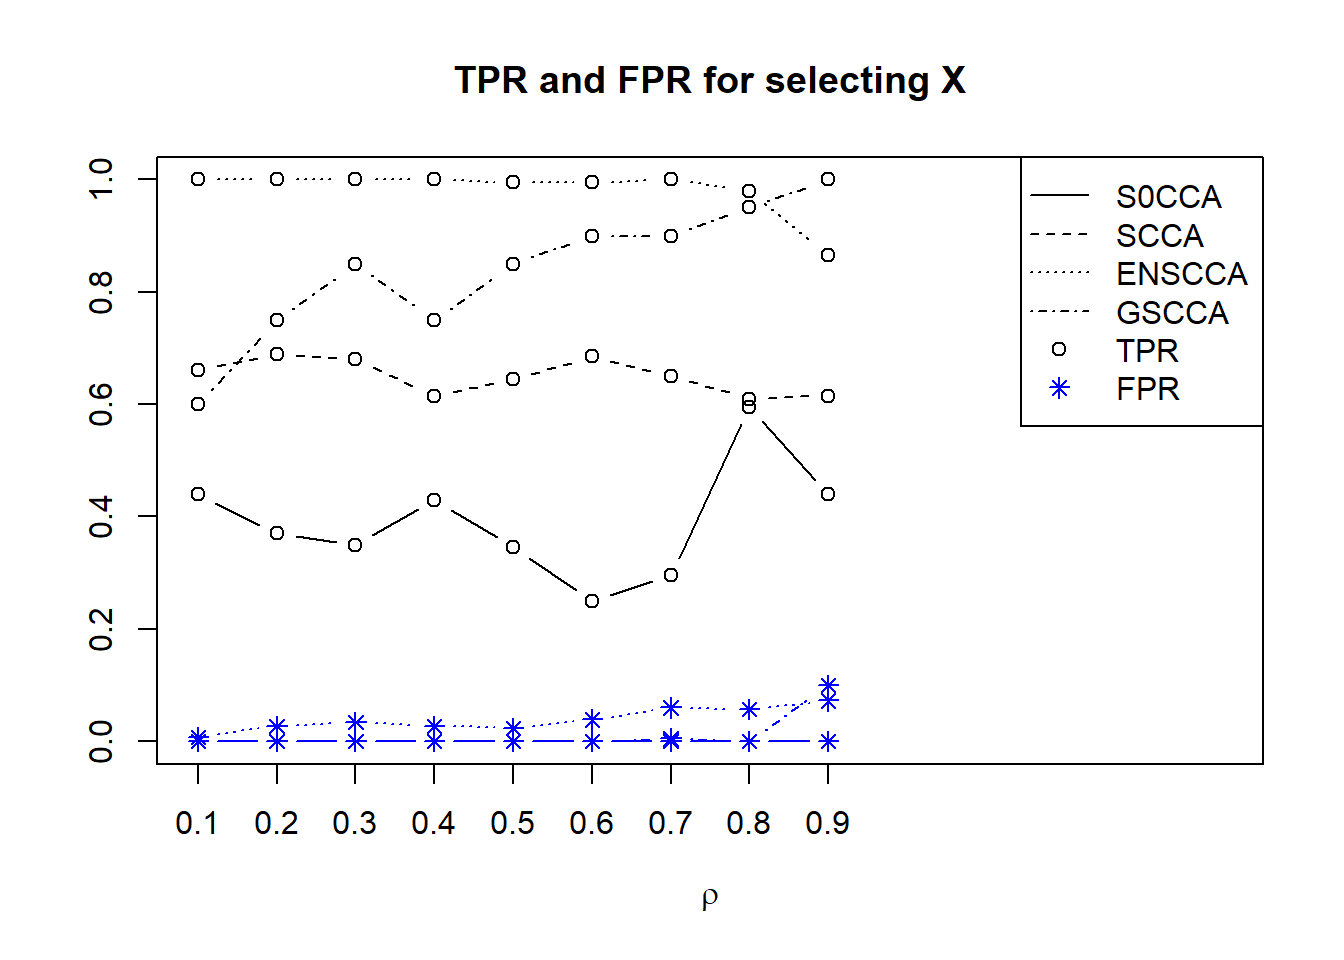 TPR and FPR for selecting X
1.0
0.8
0.6
0.4
0.2
0.0
S0CCA
SCCA
ENSCCA
GSCCA
TPR
FPR
0.1 0.2 0.3 0.4 0.5 0.6 0.7 0.8 0.9
ρ